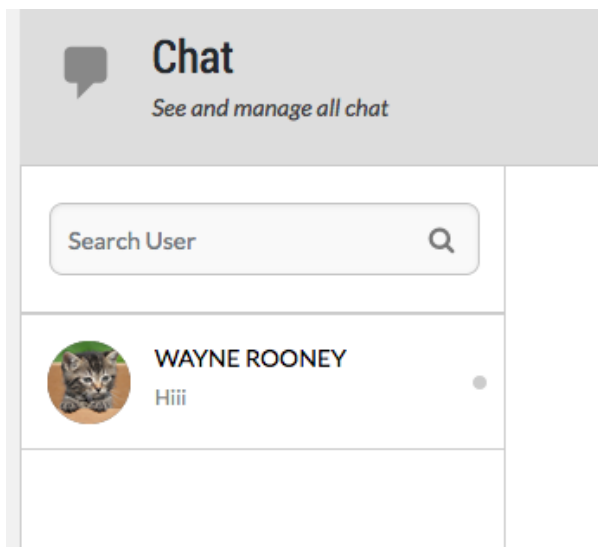 Chat
See and manage all chat
Search User
WAYNE ROONEY
Hiii